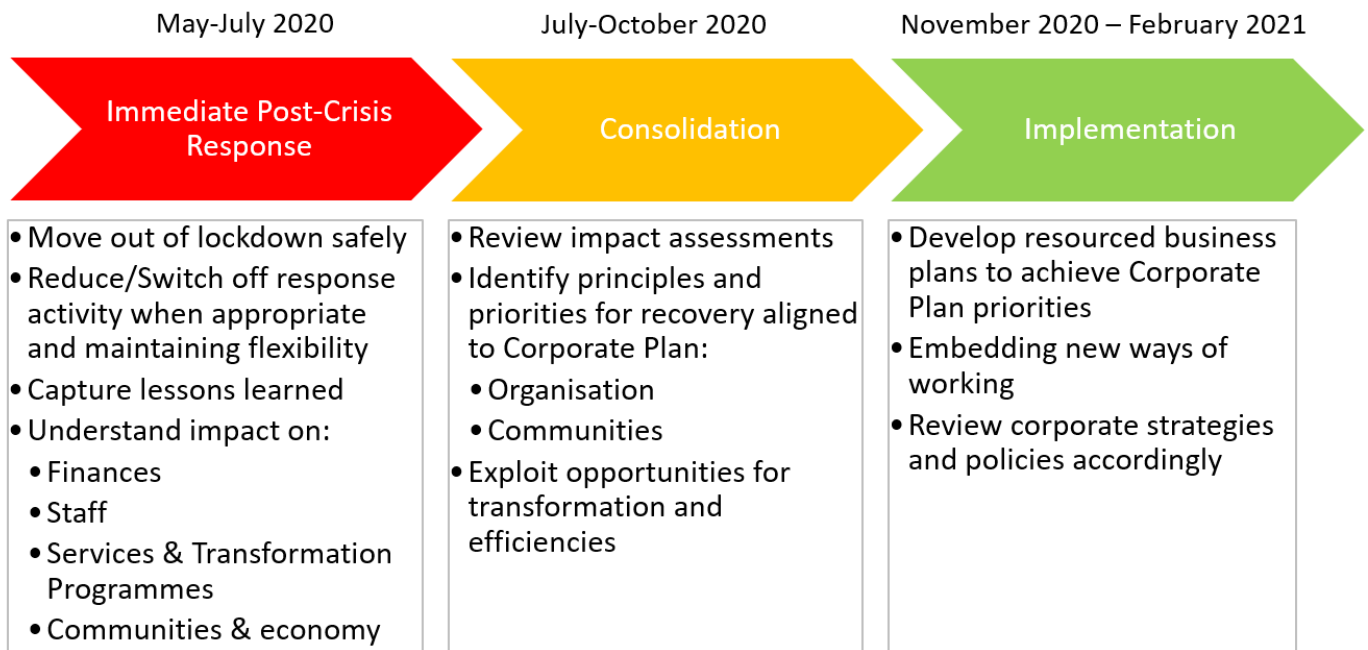 May-July 2020
July-October 2020
November 2020 – February 2021
Immediate Post-Crisis
Response
Consolidation
Implementation
• Move out of lockdown safely
• Reduce/Switch off response
activity when appropriate
and maintaining flexibility
• Capture lessons learned
• Understand impact on:
• Finances
• Staff
• Services & Transformation
Programmes
• Communities & economy
• Review impact assessments
• Identify principles and
priorities for recovery aligned
to Corporate Plan:
• Organisation
• Communities
• Exploit opportunities for
transformation and
efficiencies
• Develop resourced business
plans to achieve Corporate
Plan priorities
• Embedding new ways of
working
• Review corporate strategies
and policies accordingly